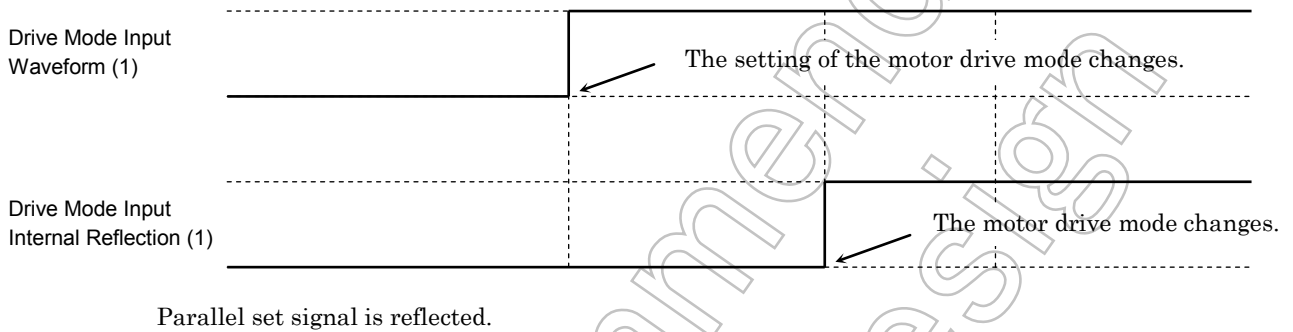 Drive Mode Input
Waveform (1)
The setting of the motor drive mode changes.
Drive Mode Input
Internal Reflection (1)
The motor drive mode changes.
Parallel set signal is reflected.